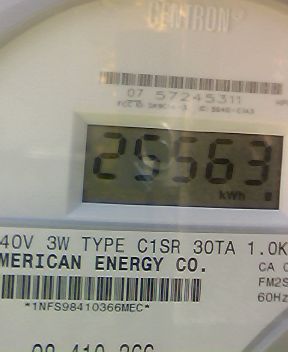 CENTRON
07 57245311
25563
kWh
40V 3W TYPE C1SR 30TA 1.0K
MERICAN ENERGY CO.
CA 0
FM2S
60Hz
*1NFS98410366MEC*